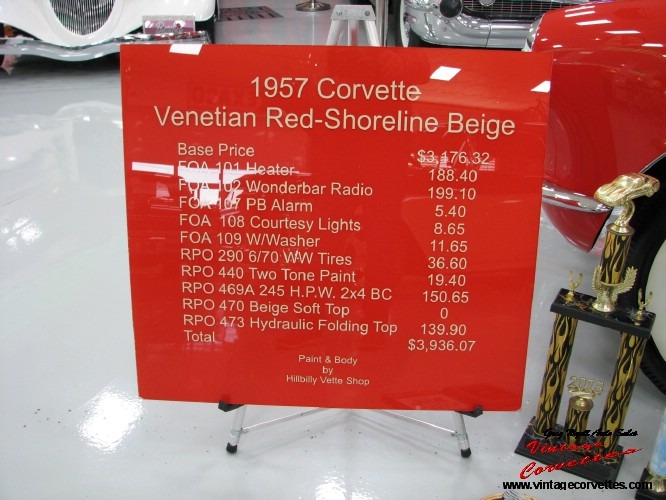 1957 Corvette
Venetian Red-Shoreline Beige
Base Price $3,176.32
FOA 101 Heater 188.40
FOA 102 Wonderbar Radio 199.10
FOA 107 PB Alarm 5.40
FOA 108 Courtesy Lights 8.65
FOA 109 W/Washer 11.65
RPO 290 6/70 WW Tires 36.60
RPO 440 Two Tone Paint 19.40
RPO 469A 245 H.P.W. 2x4 BC 150.65
RPO 470 Beige Soft Top 0
RPO 473 Hydraulic Folding Top 139.90
Total $3,936.07
Paint & Body
by
Hillbilly Vette Shop
Auto Sales
Vintage
Corvettes
www.vintagecorvettes.com